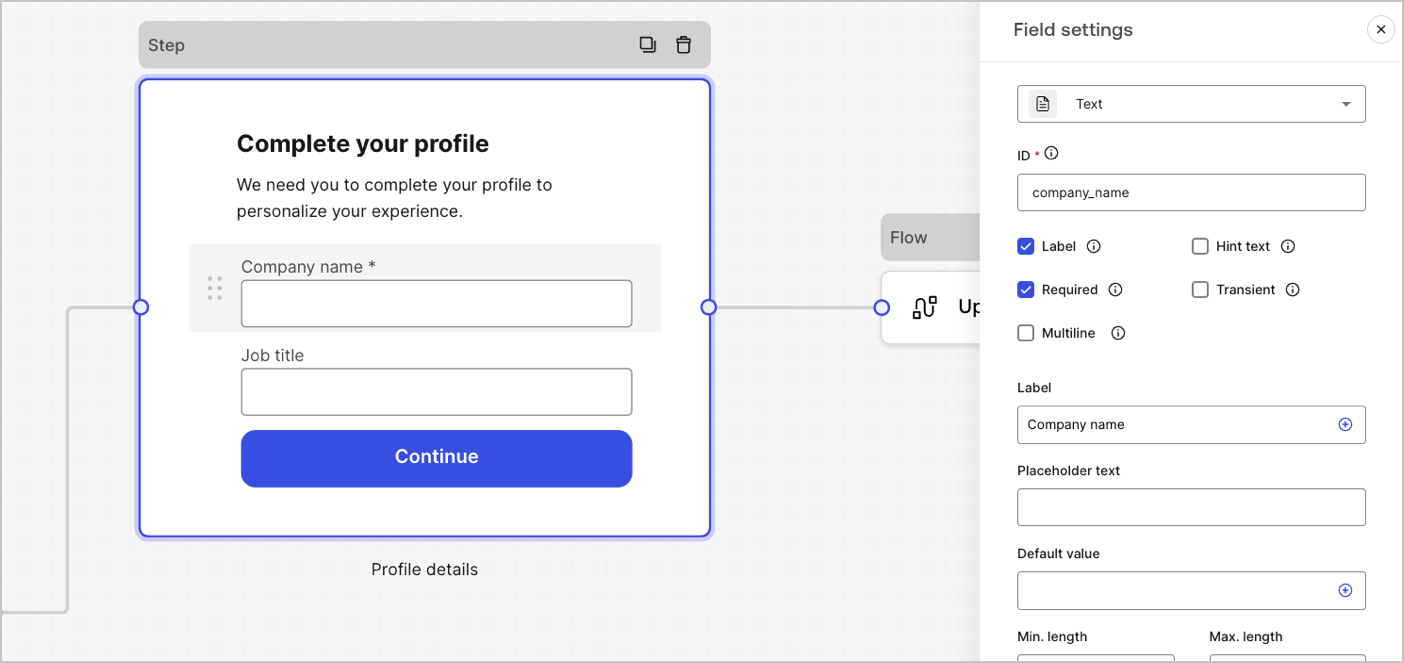 Step
Complete your profile
We need you to complete your profile to
personalize your experience.
Company name *
Job title
Continue
Profile details
Flow
Field settings
Text
ID *
company_name
Label
Hint text
Required
Transient
Multiline
Label
Company name
Placeholder text
Default value
Min. length
Max. length